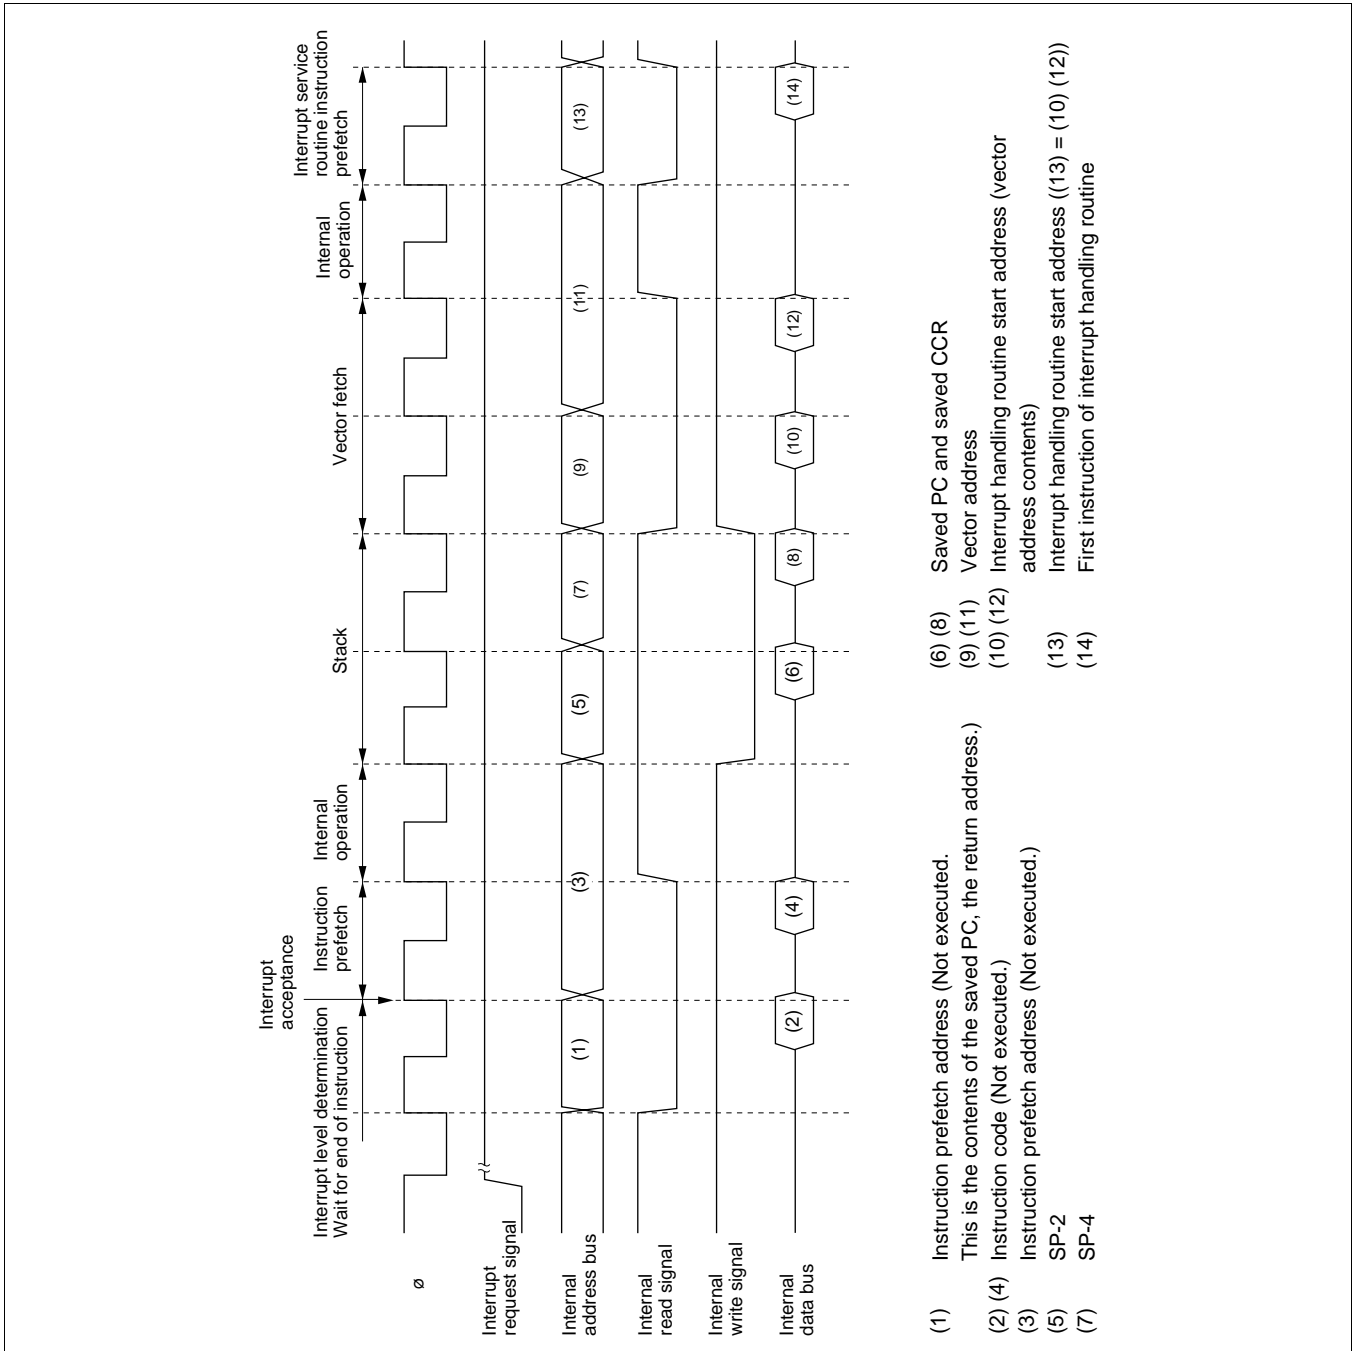 Interrupt level determination
Wait for end of instruction
Interrupt
acceptance
Instruction
prefetch
Internal
operation
Stack
Vector fetch
Internal
operation
Interrupt service
routine instruction
prefetch
ø
Interrupt
request signal
Internal
address bus
(1)
(3)
(5)
(7)
(9)
(11)
(13)
Internal
read signal
Internal
write signal
Internal
data bus
(2)
(4)
(6)
(8)
(10)
(12)
(14)
(1) Instruction prefetch address (Not executed.
This is the contents of the saved PC, the return address.)
(2) (4) Instruction code (Not executed.)
(3) Instruction prefetch address (Not executed.)
(5) SP-2
(7) SP-4
(6) (8) Saved PC and saved CCR
(9) (11) Vector address
(10) (12) Interrupt handling routine start address (vector
address contents)
(13) Interrupt handling routine start address ((13) = (10) (12))
(14) First instruction of interrupt handling routine